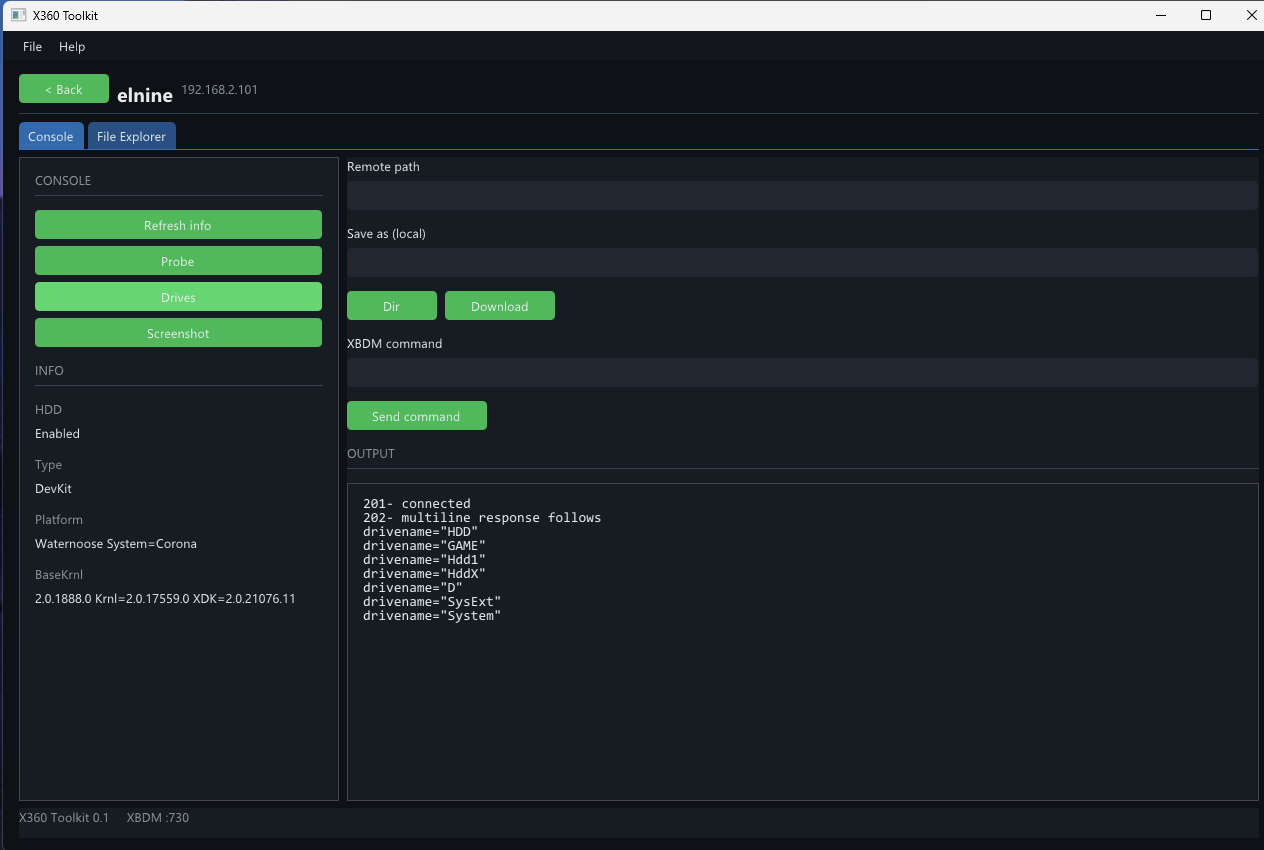 X360 Toolkit
File Help
< Back elnine 192.168.2.101
Console File Explorer
CONSOLE
Refresh info
Probe
Drives
Screenshot
INFO
HDD
Enabled
Type
DevKit
Platform
Waternoose System=Corona
BaseKrnl
2.0.1888.0 Krnl=2.0.17559.0 XDK=2.0.21076.11
Remote path
Save as (local)
Dir Download
XBDM command
Send command
OUTPUT
201- connected
202- multiline response follows
drivename="HDD"
drivename="GAME"
drivename="Hdd1"
drivename="HddX"
drivename="D"
drivename="SysExt"
drivename="System"
X360 Toolkit 0.1 XBDM :730